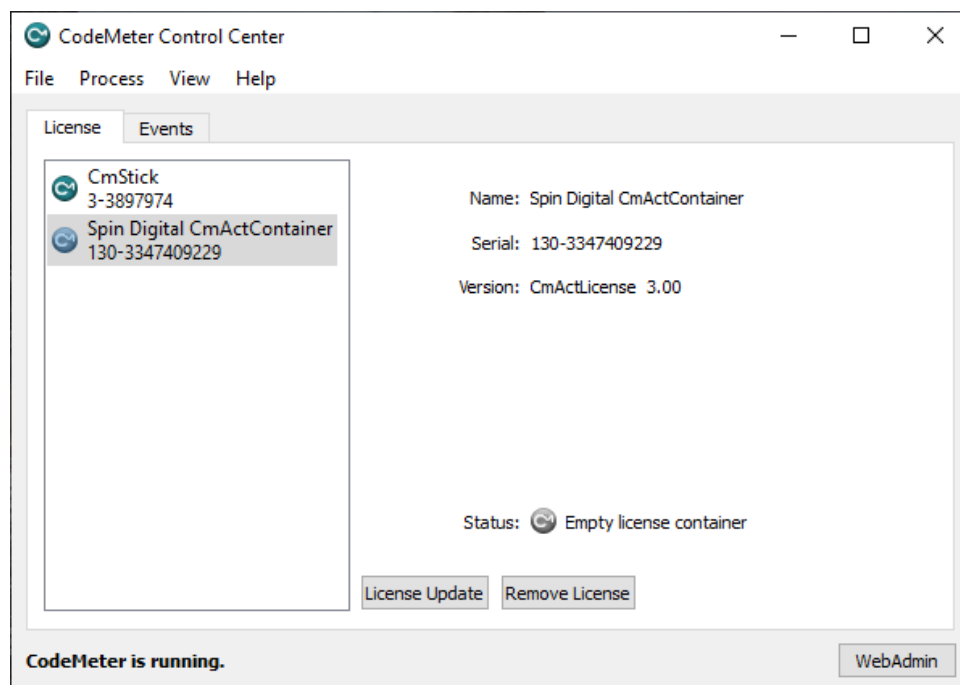 CodeMeter Control Center
File Process View Help
License Events
CmStick
3-3897974
Spin Digital CmActContainer
130-3347409229
Name: Spin Digital CmActContainer
Serial: 130-3347409229
Version: CmActLicense 3.00
Status: Empty license container
License Update Remove License
CodeMeter is running.
WebAdmin